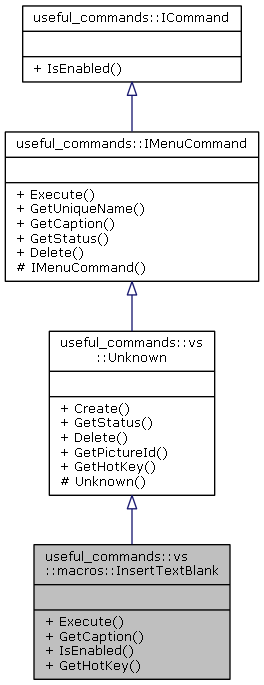 useful_commands::ICommand
+ IsEnabled()
useful_commands::IMenuCommand
+ Execute()
+ GetUniqueName()
+ GetCaption()
+ GetStatus()
+ Delete()
# IMenuCommand()
useful_commands::vs
::Unknown
+ Create()
+ GetStatus()
+ Delete()
+ GetPictureId()
+ GetHotKey()
# Unknown()
useful_commands::vs
::macros::InsertTextBlank
+ Execute()
+ GetCaption()
+ IsEnabled()
+ GetHotKey()